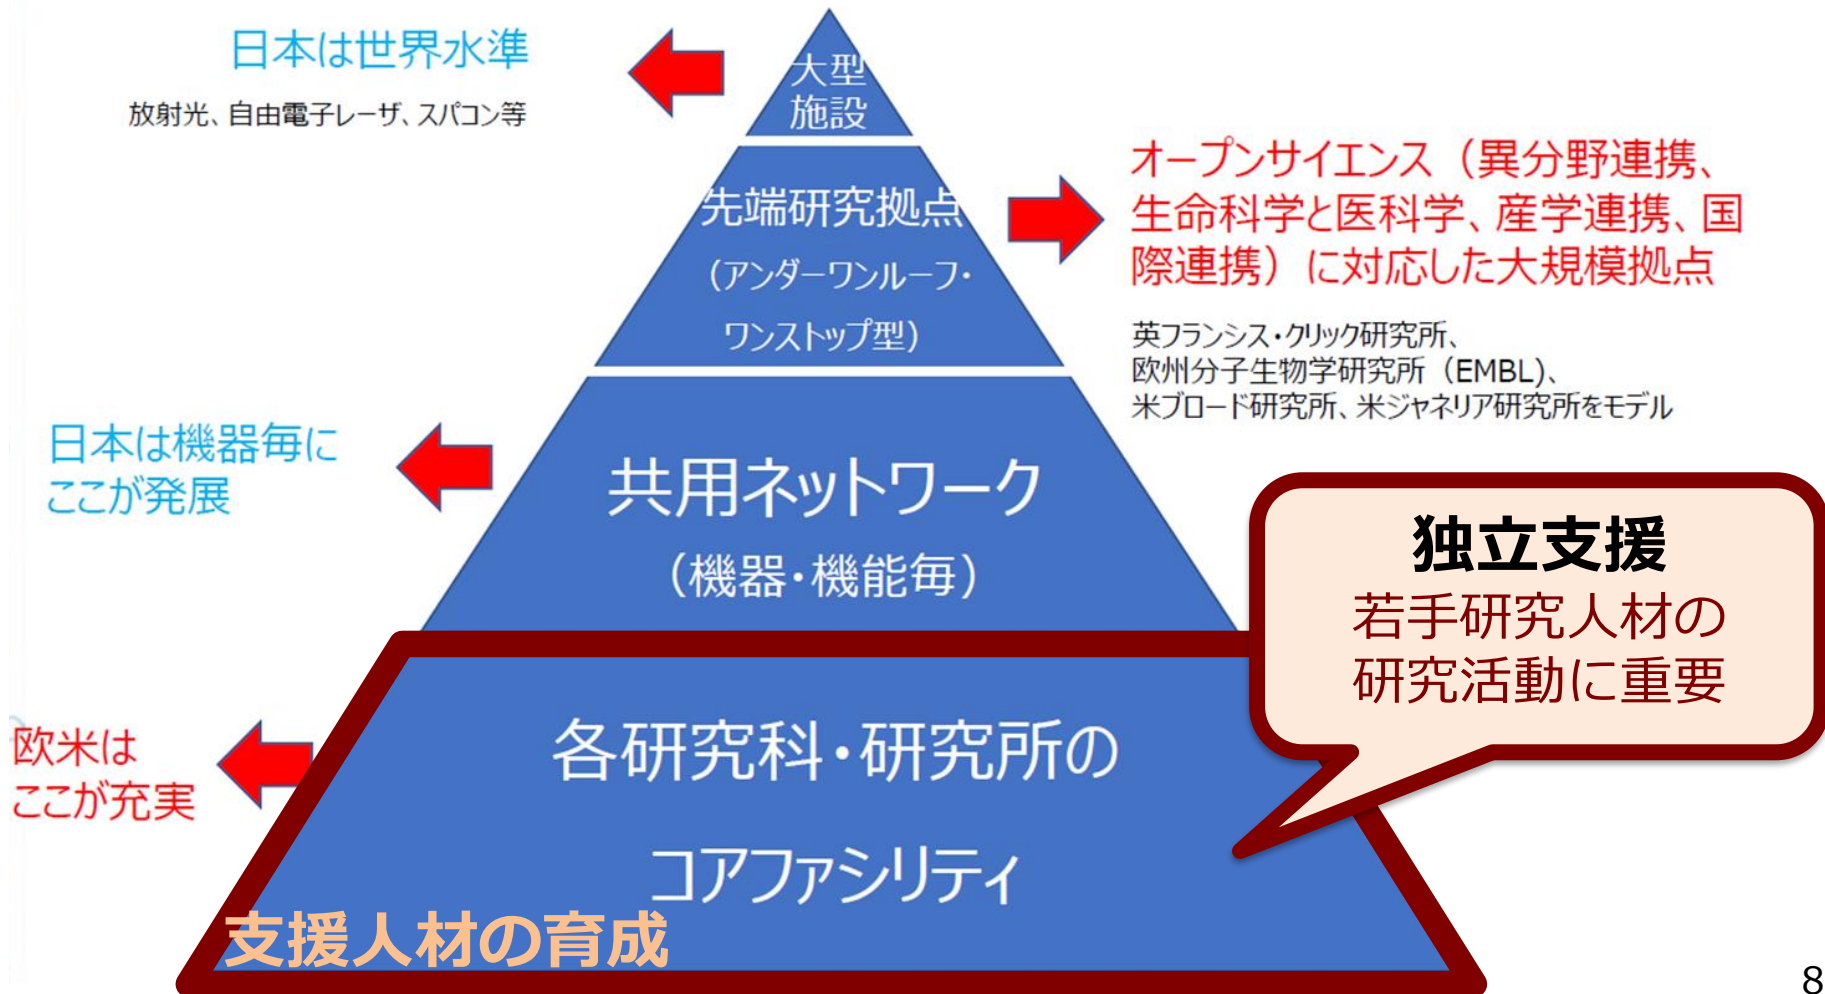 日本は世界水準
放射光、自由電子レーザ、スパコン等
大型
施設
先端研究拠点
（アンダーワンルーフ・
ワンストップ型）
オープンサイエンス（異分野連携、
生命科学と医科学、産学連携、国
際連携）に対応した大規模拠点
英フランシス・クリック研究所、
欧州分子生物学研究所（EMBL)、
米ブロード研究所、米ジャネリア研究所をモデル
日本は機器毎に
ここが発展
共用ネットワーク
（機器・機能毎）
独立支援
若手研究人材の
研究活動に重要
欧米は
ここが充実
各研究科・研究所の
コアファシリティ
支援人材の育成
8